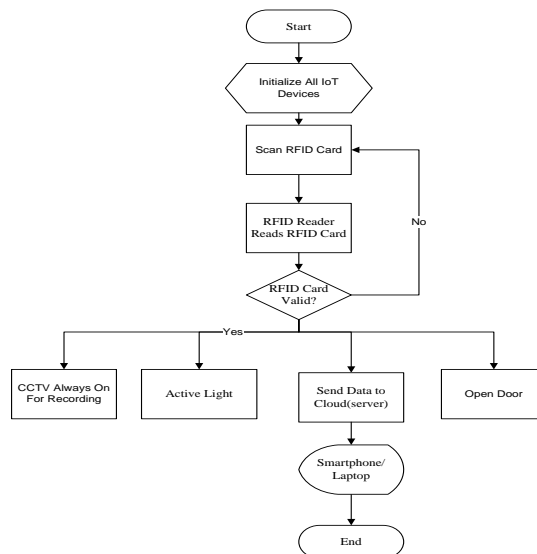 Start
Initialize All IoT
Devices
Scan RFID Card
RFID Reader
Reads RFID Card
No
RFID Card
Valid?
Yes
CCTV Always On
For Recording
Active Light
Send Data to
Cloud(server)
Open Door
Smartphone/
Laptop
End